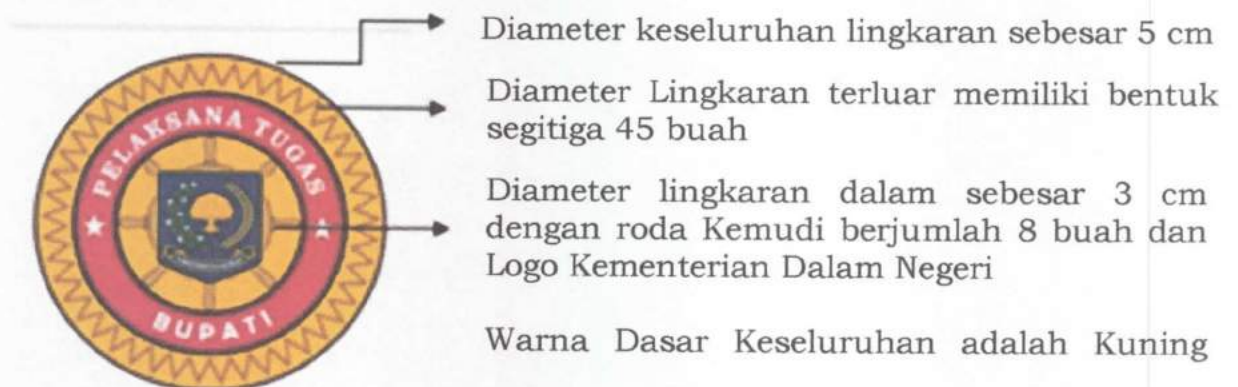 Diameter keseluruhan lingkaran sebesar 5 cm
Diameter Lingkaran terluar memiliki bentuk
segitiga 45 buah
Diameter lingkaran dalam sebesar 3 cm
dengan roda Kemudi berjumlah 8 buah dan
Logo Kementerian Dalam Negeri
Warna Dasar Keseluruhan adalah Kuning
PELAKSANA TUGAS
BUPATI